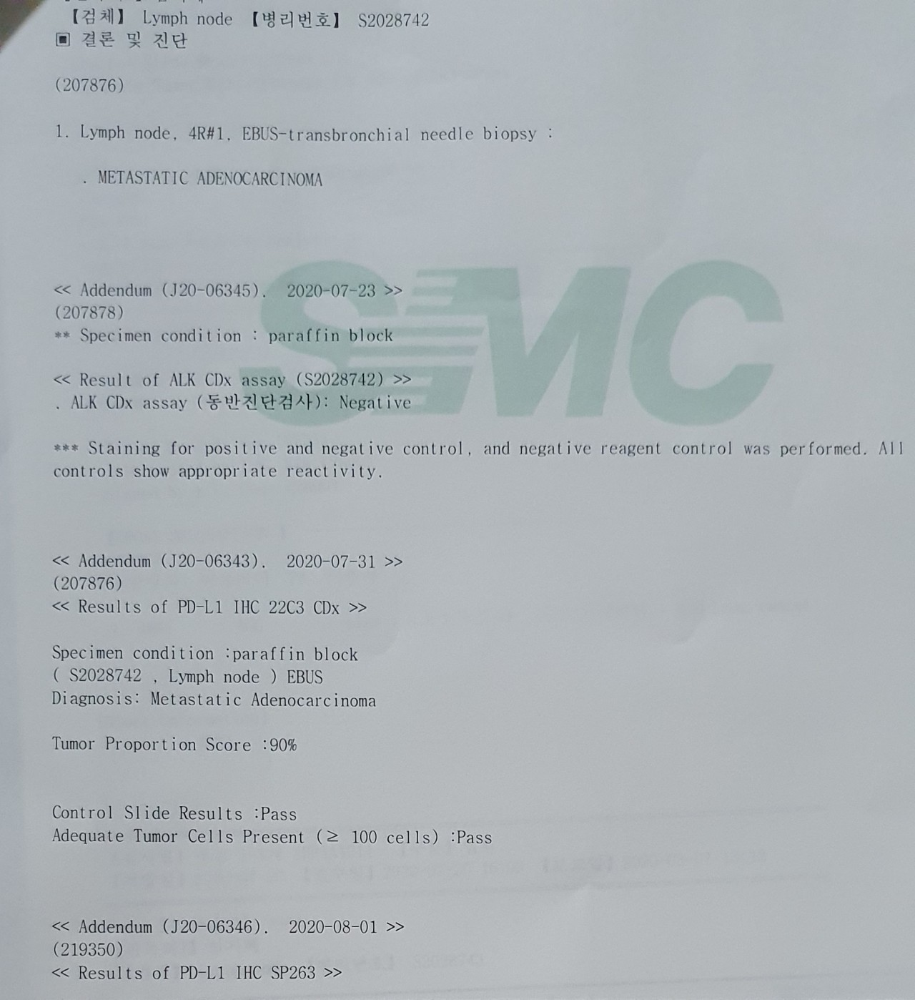 【검체】 Lymph node 【병리번호】 S2028742
▣ 결론 및 진단
(207876)
1. Lymph node, 4R#1, EBUS-transbronchial needle biopsy :
. METASTATIC ADENOCARCINOMA
SMC
<< Addendum (J20-06345). 2020-07-23 >>
(207878)
** Specimen condition : paraffin block
<< Result of ALK CDx assay (S2028742) >>
. ALK CDx assay (동반진단검사): Negative
*** Staining for positive and negative control, and negative reagent control was performed. All
controls show appropriate reactivity.
<< Addendum (J20-06343). 2020-07-31 >>
(207876)
<< Results of PD-L1 IHC 22C3 CDx >>
Specimen condition :paraffin block
( S2028742 , Lymph node ) EBUS
Diagnosis: Metastatic Adenocarcinoma
Tumor Proportion Score :90%
Control Slide Results :Pass
Adequate Tumor Cells Present (≥ 100 cells) :Pass
<< Addendum (J20-06346). 2020-08-01 >>
(219350)
<< Results of PD-L1 IHC SP263 >>